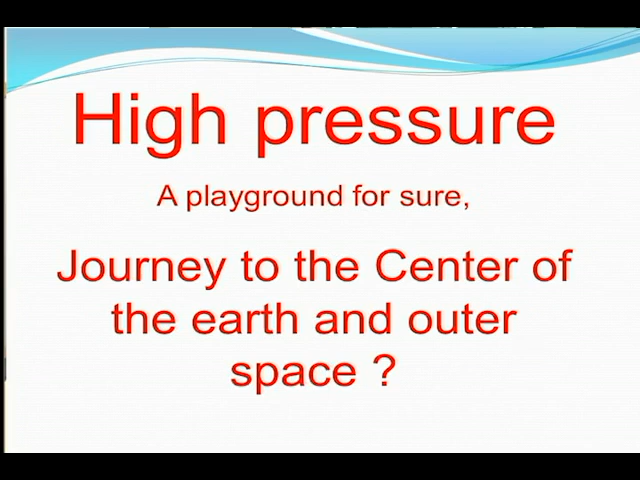 High pressure
A playground for sure,
Journey to the Center of
the earth and outer
space ?